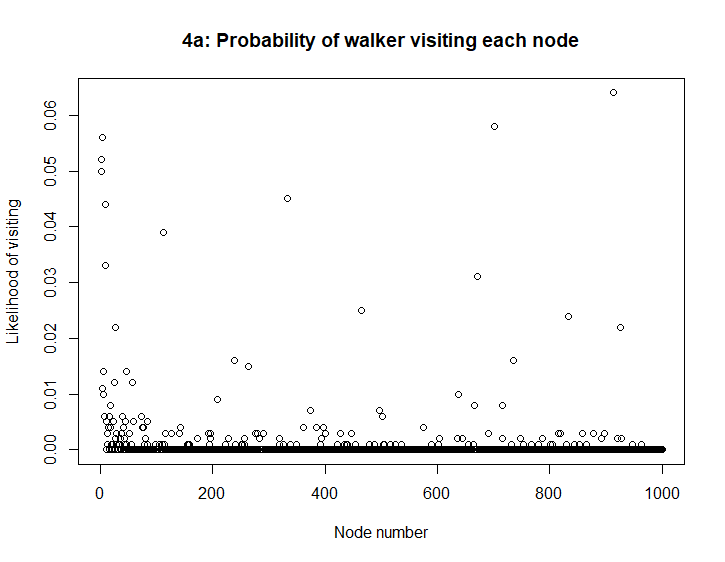 4a: Probability of walker visiting each node
Likelihood of visiting
0.06
0.05
0.04
0.03
0.02
0.01
0.00
0 200 400 600 800 1000
Node number